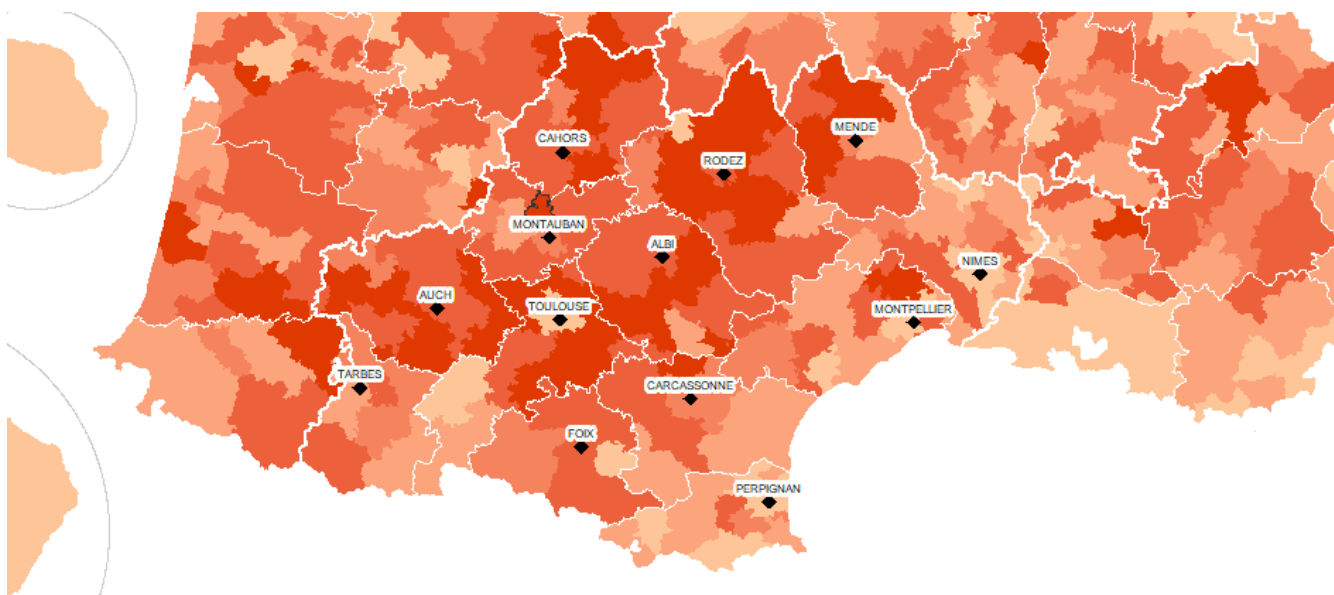 MENDE
CAHORS
RODEZ
MONTAUBAN
ALBI
NIMES
AUCH
TOULOUSE
MONTPELLIER
TARBES
CARCASSONNE
FOIX
PERPIGNAN